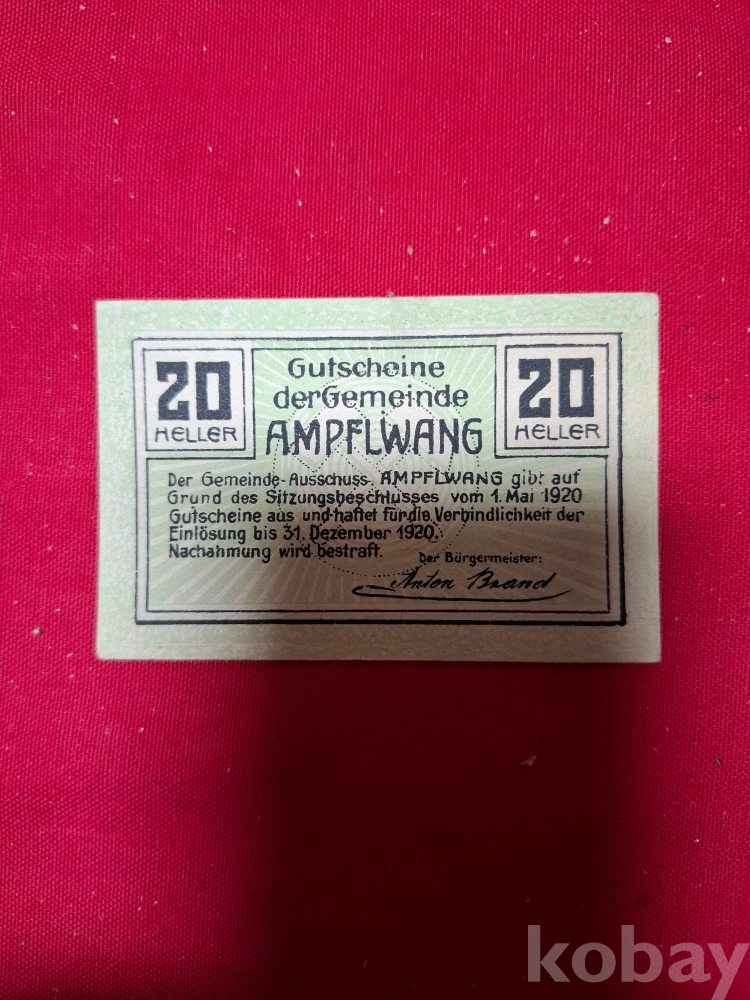 20
HELLER
Gutscheine
der Gemeinde
AMPFLWANG
20
HELLER
Der Gemeinde-Ausschuss AMPFLWANG gibt auf
Grund des Sitzungsbeschlusses vom 1. Mai 1920
Gutscheine aus und haftet für die Verbindlichkeit der
Einlösung bis 31. Dezember 1920.
Nachahmung wird bestraft.
Der Bürgermeister:
Anton Brand
kobay